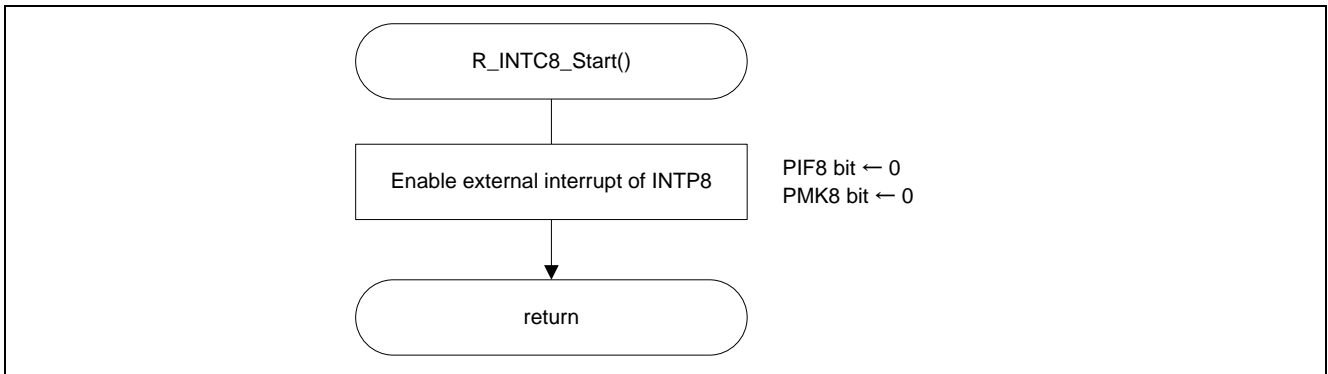 R_INTC8_Start()
Enable external interrupt of INTP8
PIF8 bit ← 0
PMK8 bit ← 0
return